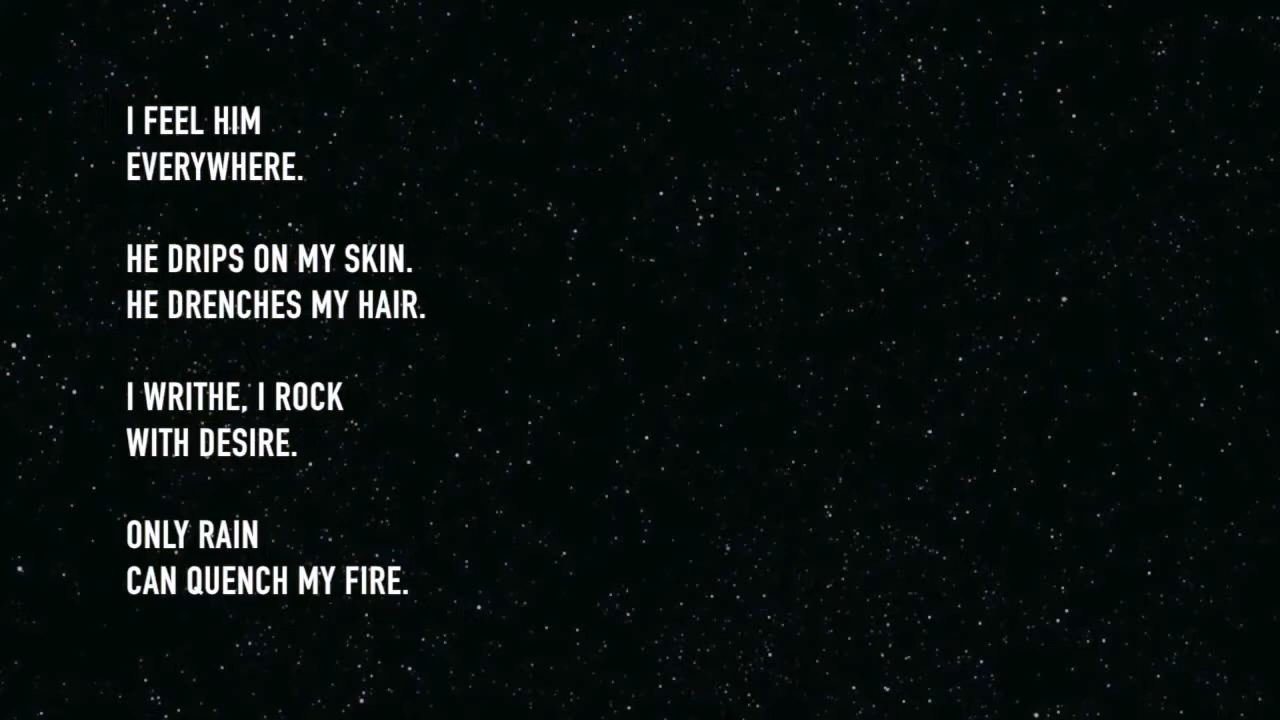 I FEEL HIM
EVERYWHERE.
HE DRIPS ON MY SKIN.
HE DRENCHES MY HAIR.
I WRITHE, I ROCK
WITH DESIRE.
ONLY RAIN
CAN QUENCH MY FIRE.